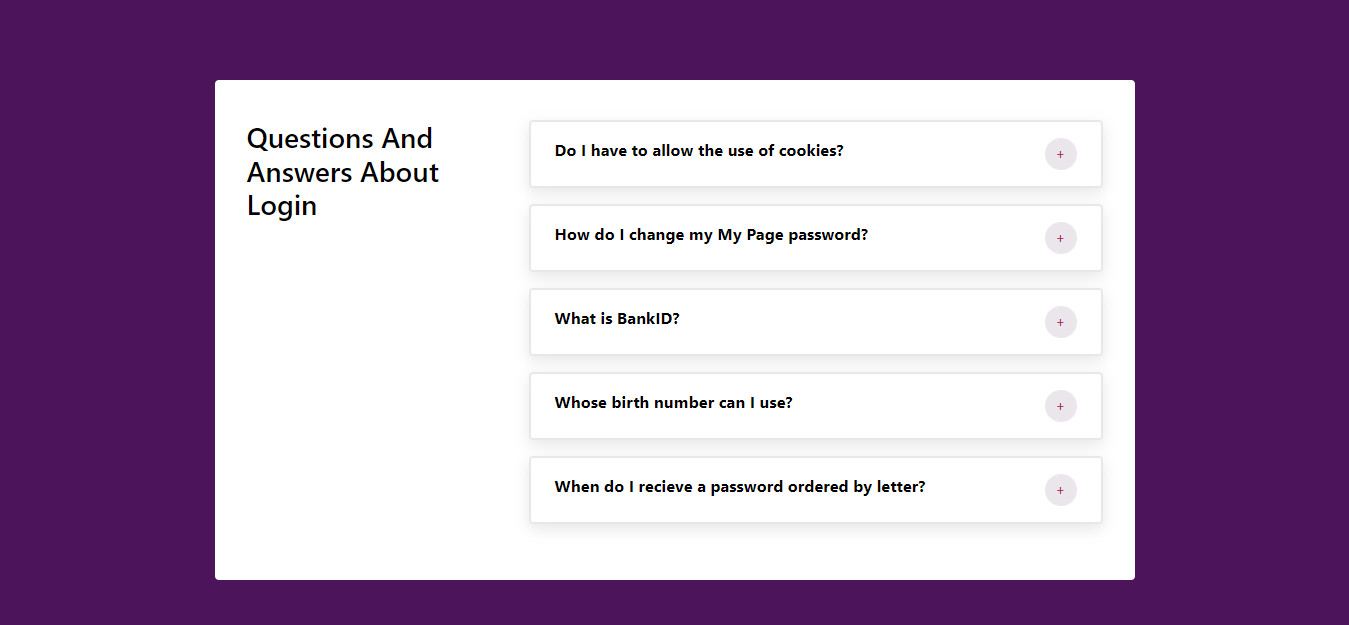 Questions And
Answers About
Login
Do I have to allow the use of cookies?
+
How do I change my My Page password?
+
What is BankID?
+
Whose birth number can I use?
+
When do I recieve a password ordered by letter?
+